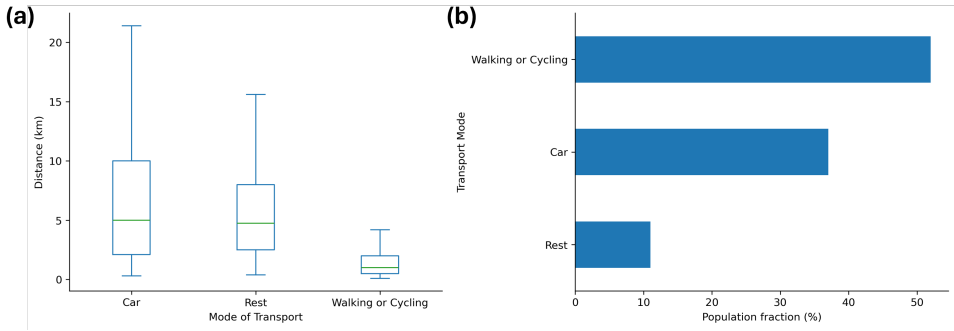 (a)
20
15
10
5
0
Distance (km)
Car
Rest
Walking or Cycling
Mode of Transport
(b)
Walking or Cycling
Car
Rest
Transport Mode
0
10
20
30
40
50
Population fraction (%)